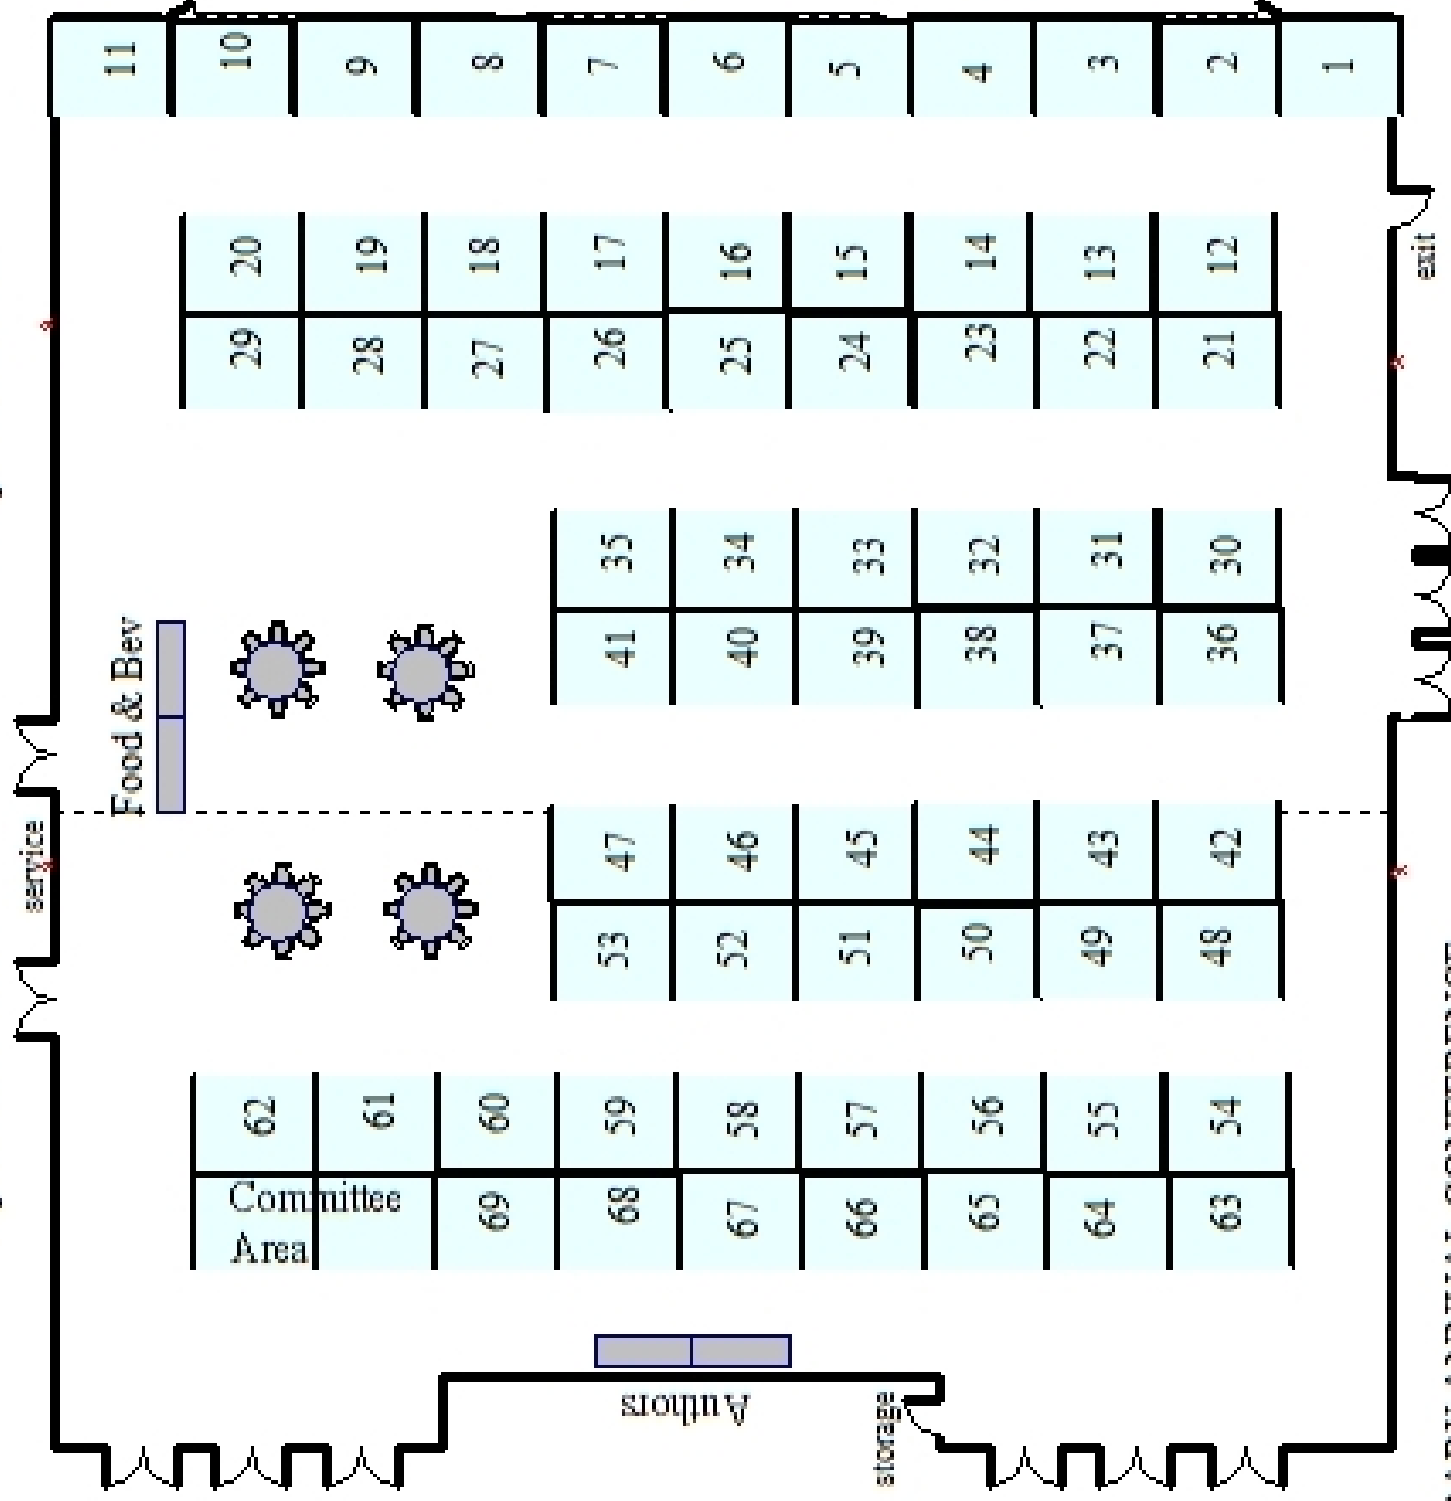 11 10 9 8 7 6 5 4 3 2 1
20 19 18 17 16 15 14 13 12
exit
29 28 27 26 25 24 23 22 21
35 34 33 32 31 30
Food & Bev
41 40 39 38 37 36
service
47 46 45 44 43 42
53 52 51 50 49 48
62 61 60 59 58 57 56 55 54
Committee
Area
69 68 67 66 65 64 63
Authors
storage